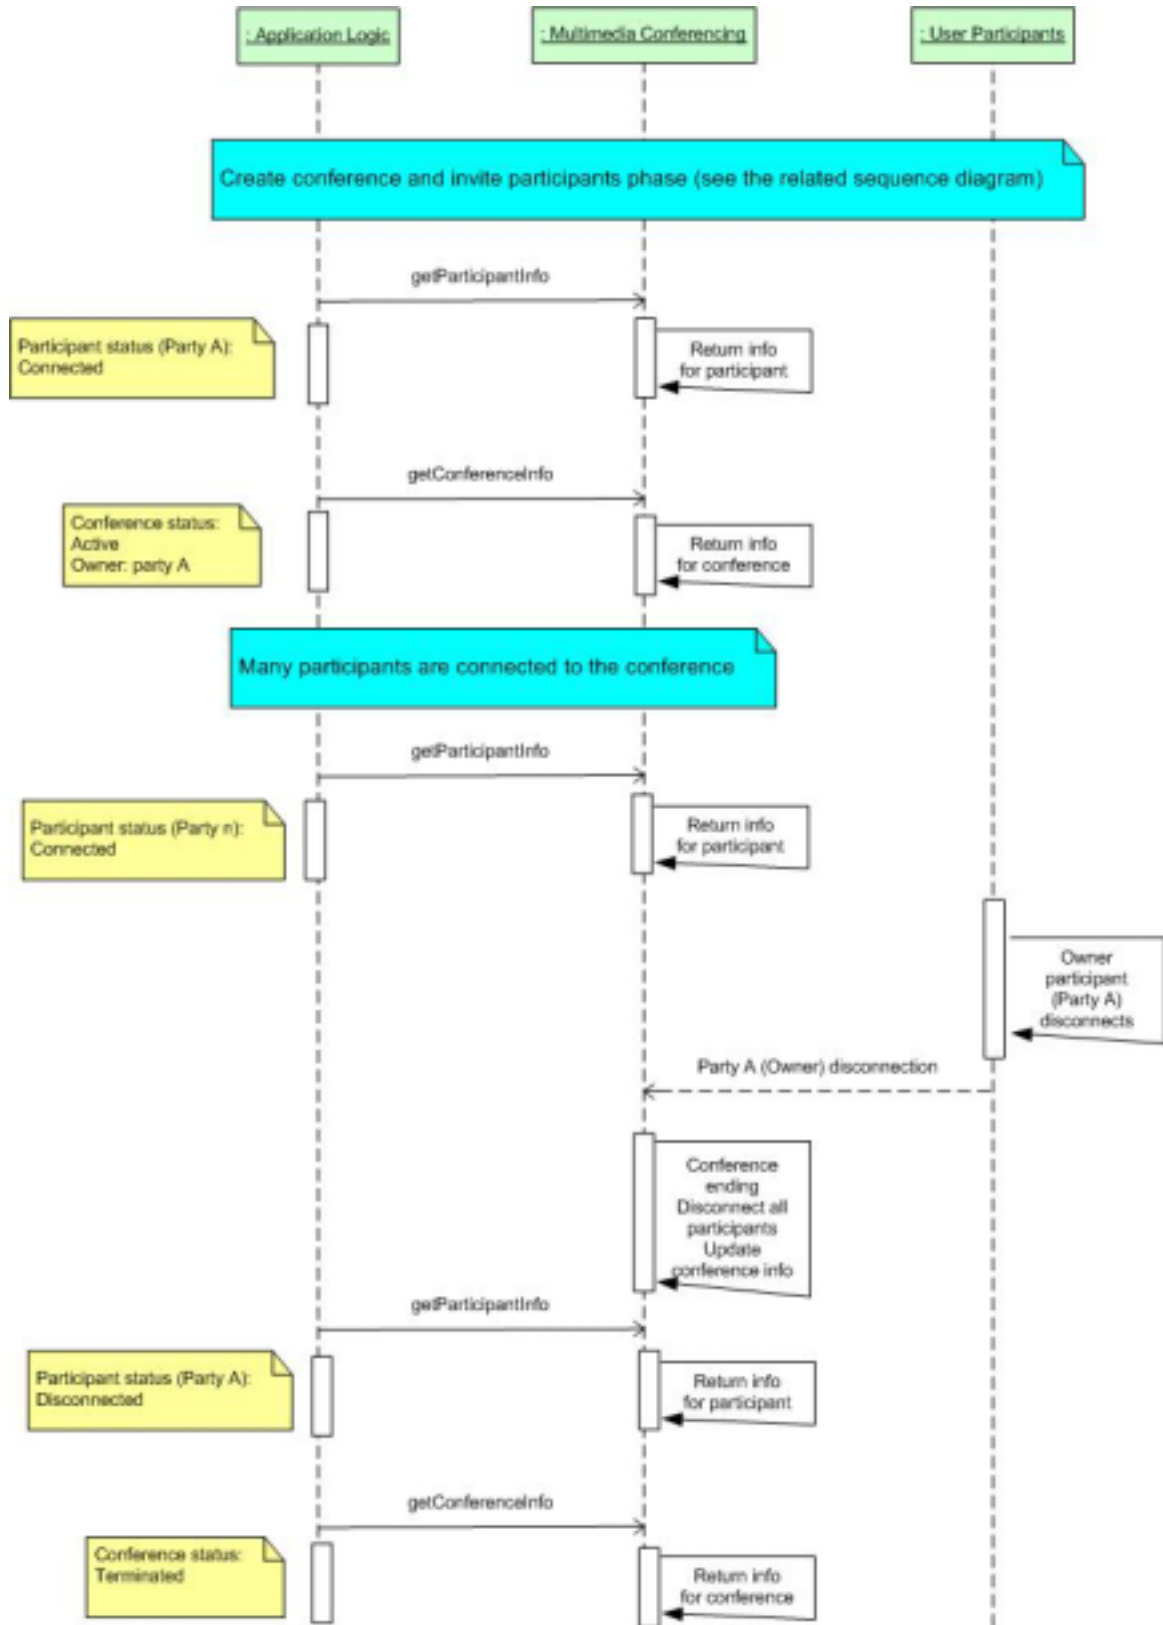 : Application Logic
: Multimedia Conferencing
: User Participants
Create conference and invite participants phase (see the related sequence diagram)
getParticipantInfo
Participant status (Party A):
Connected
Return info
for participant
getConferenceInfo
Conference status:
Active
Owner: party A
Return info
for conference
Many participants are connected to the conference
getParticipantInfo
Participant status (Party n):
Connected
Return info
for participant
Owner
participant
(Party A)
disconnects
Party A (Owner) disconnection
Conference
ending
Disconnect all
participants
Update
conference info
getParticipantInfo
Participant status (Party A):
Disconnected
Return info
for participant
getConferenceInfo
Conference status:
Terminated
Return info
for conference